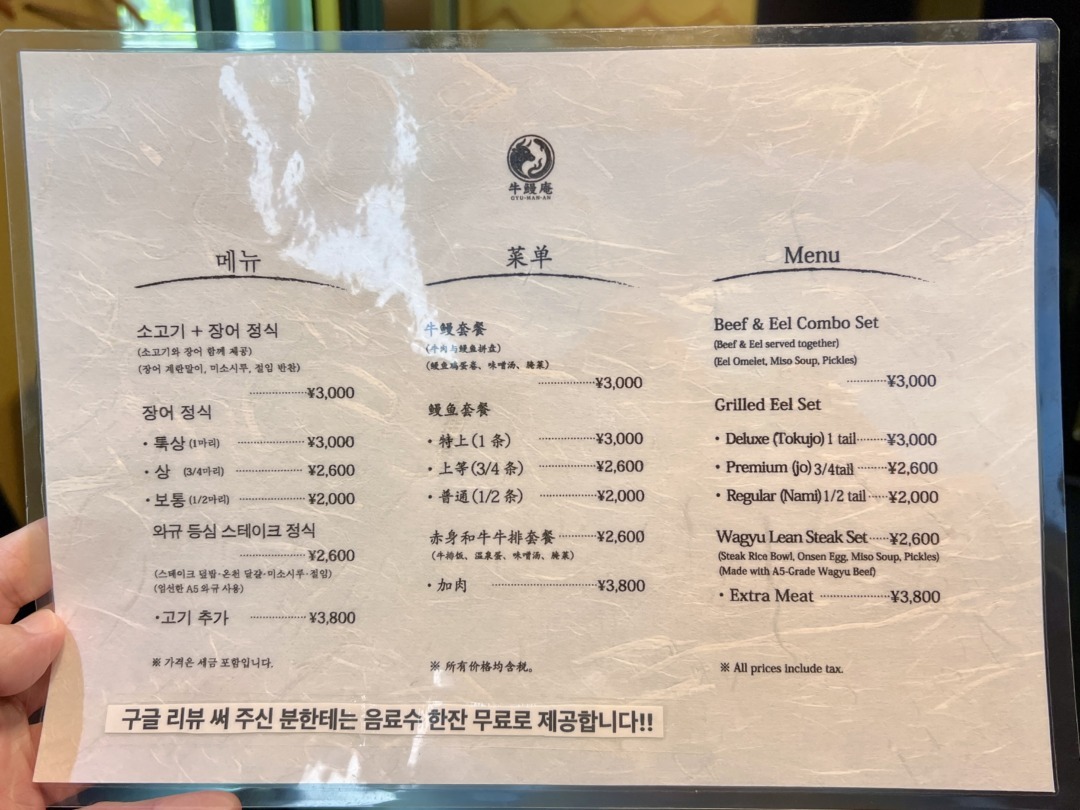 牛鰻庵
GYU-MAN-AN
메뉴
소고기 + 장어 정식
(소고기와 장어 함께 제공)
(장어 계란말이, 미소시루, 절임 반찬)
¥3,000
장어 정식
・특상 (1마리) ¥3,000
・상 (3/4마리) ¥2,600
・보통 (1/2마리) ¥2,000
와규 등심 스테이크 정식
¥2,600
(스테이크 덮밥·온천 달걀·미소시루·절임)
(엄선한 A5 와규 사용)
・고기 추가 ¥3,800
※ 가격은 세금 포함입니다.
菜单
牛鳗套餐
(牛肉与鳗鱼拼盘)
(鳗鱼鸡蛋卷、味噌汤、腌菜)
¥3,000
鳗鱼套餐
・特上(1 条) ¥3,000
・上等(3/4 条) ¥2,600
・普通(1/2 条) ¥2,000
赤身和牛牛排套餐 ¥2,600
(牛排饭、温泉蛋、味噌汤、腌菜)
・加肉 ¥3,800
※ 所有价格均含税。
Menu
Beef & Eel Combo Set
(Beef & Eel served together)
(Eel Omelet, Miso Soup, Pickles)
¥3,000
Grilled Eel Set
・Deluxe (Tokujo) 1 tail ¥3,000
・Premium (jo) 3/4tail ¥2,600
・Regular (Nami) 1/2 tail ¥2,000
Wagyu Lean Steak Set ¥2,600
(Steak Rice Bowl, Onsen Egg, Miso Soup, Pickles)
(Made with A5-Grade Wagyu Beef)
・Extra Meat ¥3,800
※ All prices include tax.
구글 리뷰 써 주신 분한테는 음료수 한잔 무료로 제공합니다!!